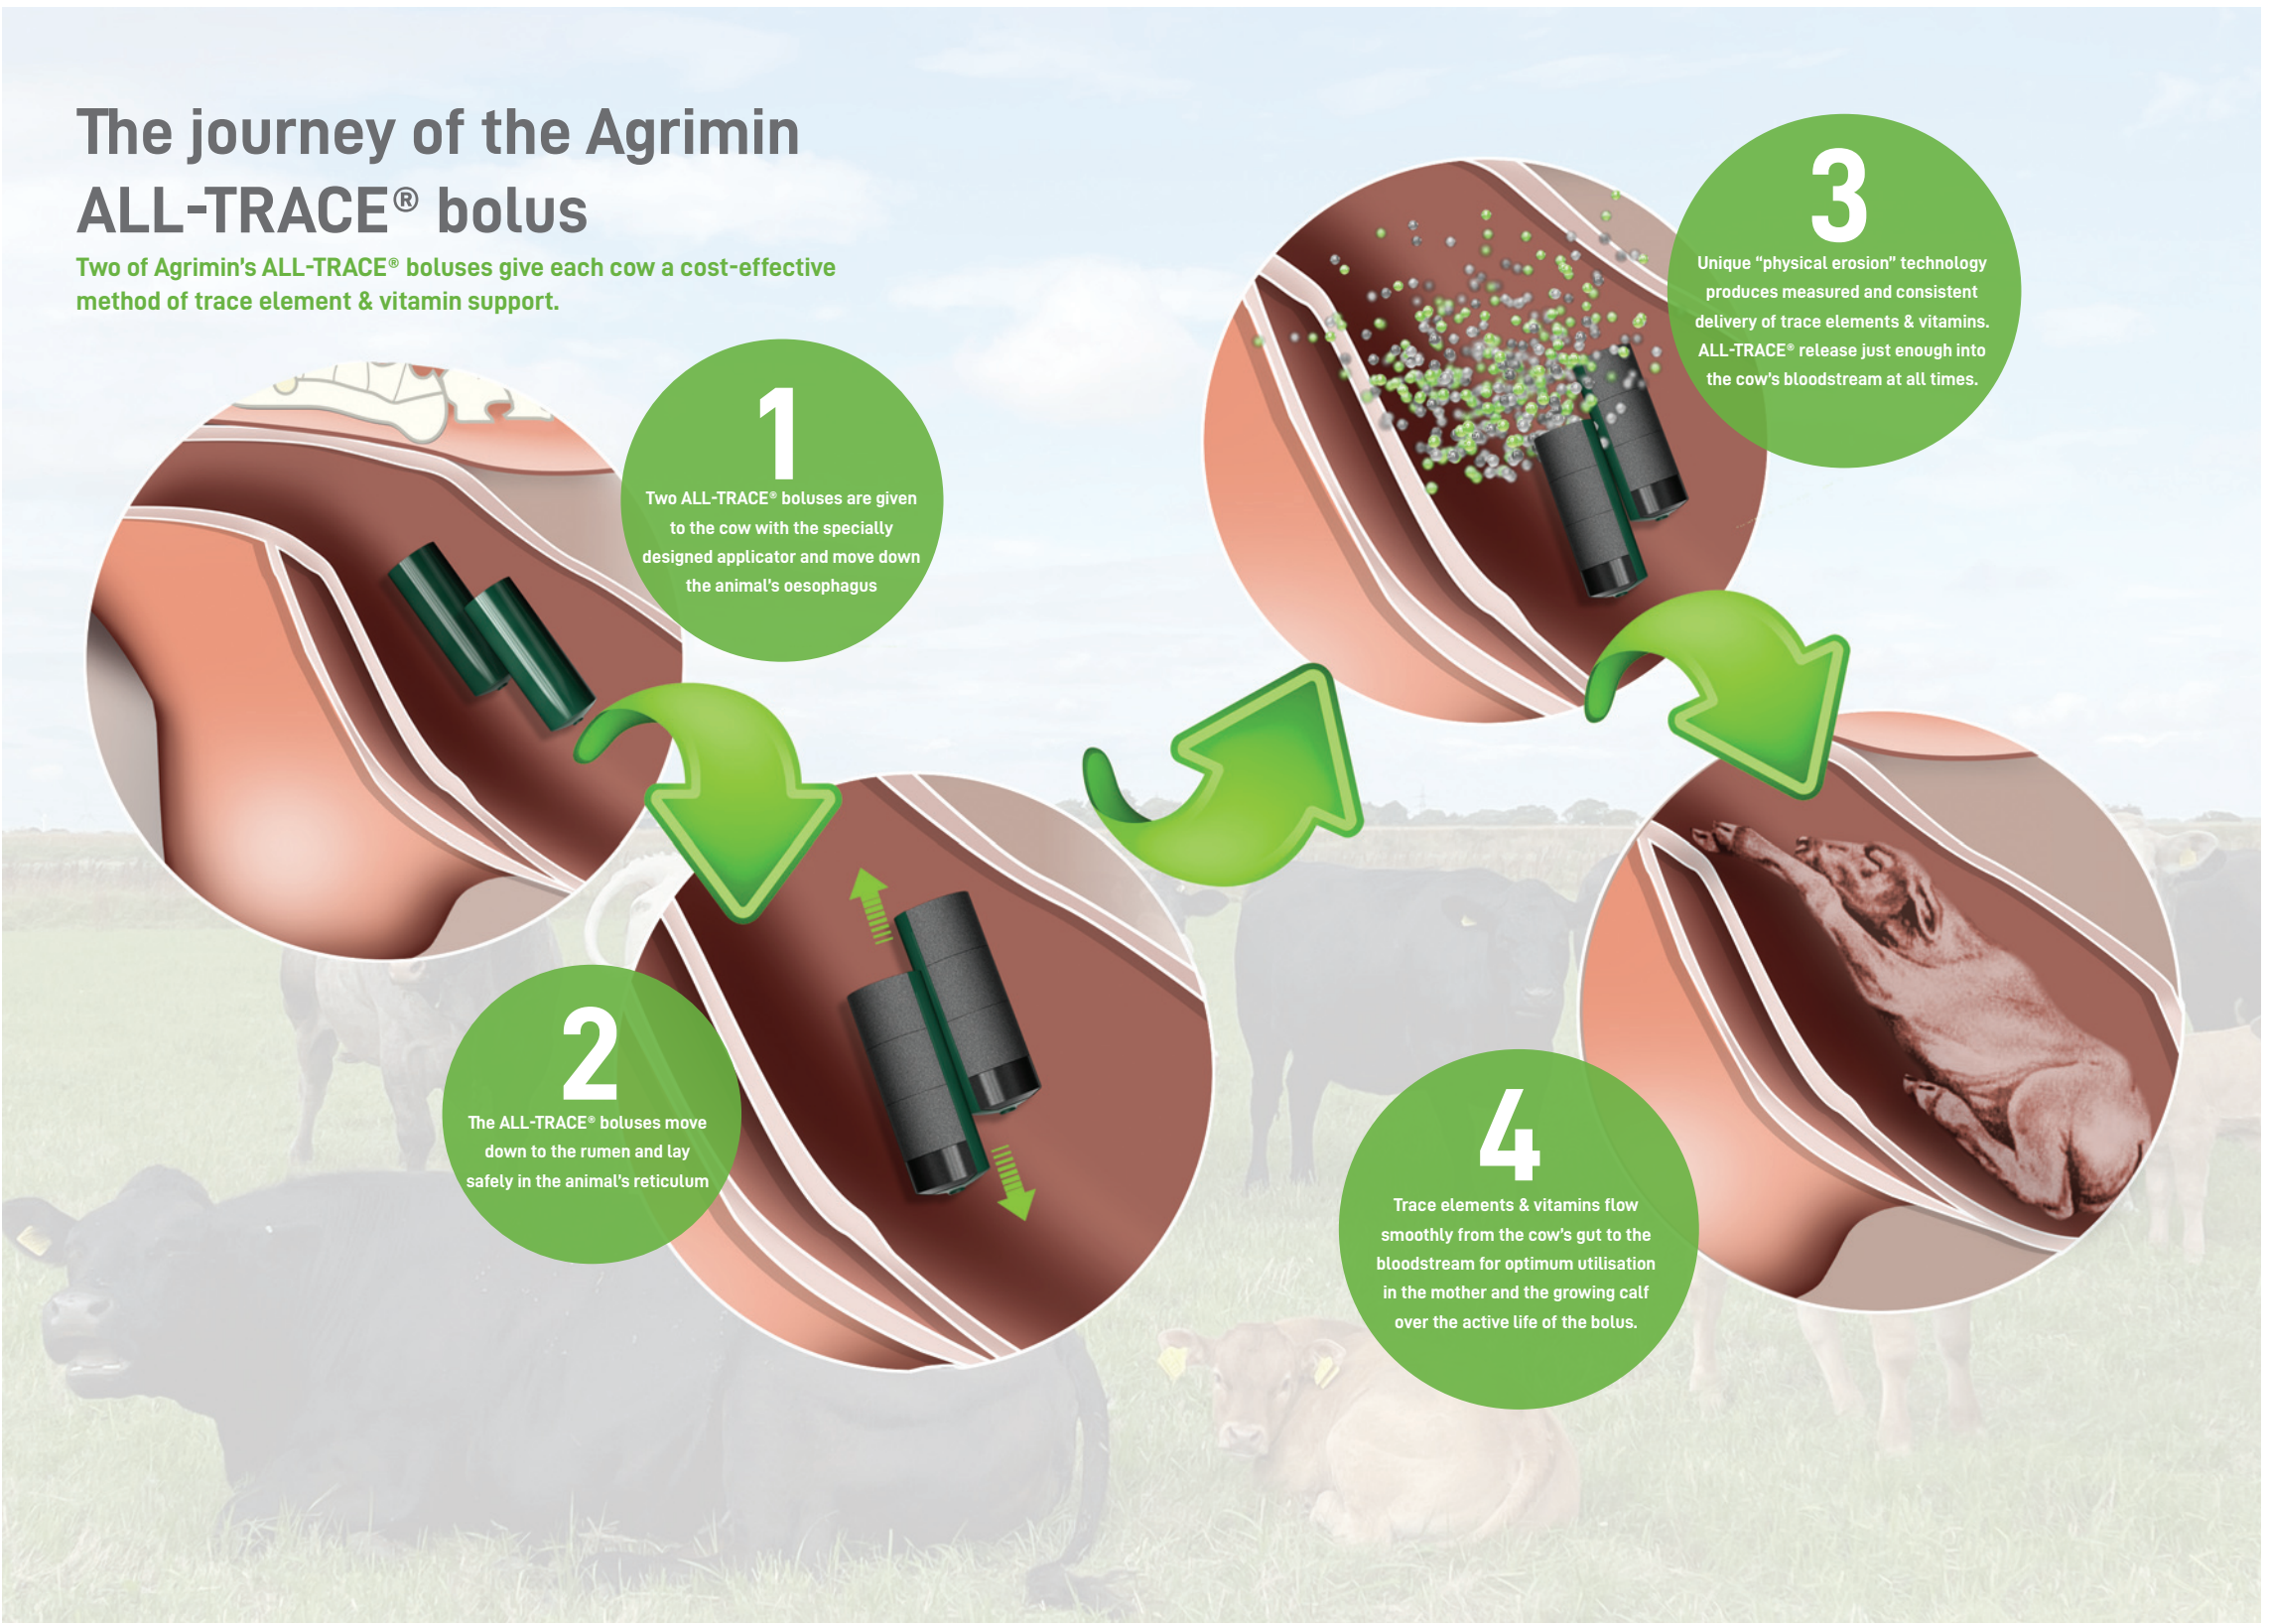 The journey of the Agrimin
ALL-TRACE® bolus
Two of Agrimin's ALL-TRACE® boluses give each cow a cost-effective
method of trace element & vitamin support.
1
Two ALL-TRACE® boluses are given
to the cow with the specially
designed applicator and move down
the animal's oesophagus
2
The ALL-TRACE® boluses move
down to the rumen and lay
safely in the animal's reticulum
3
Unique “physical erosion” technology
produces measured and consistent
delivery of trace elements & vitamins.
ALL-TRACE® release just enough into
the cow's bloodstream at all times.
4
Trace elements & vitamins flow
smoothly from the cow's gut to the
bloodstream for optimum utilisation
in the mother and the growing calf
over the active life of the bolus.